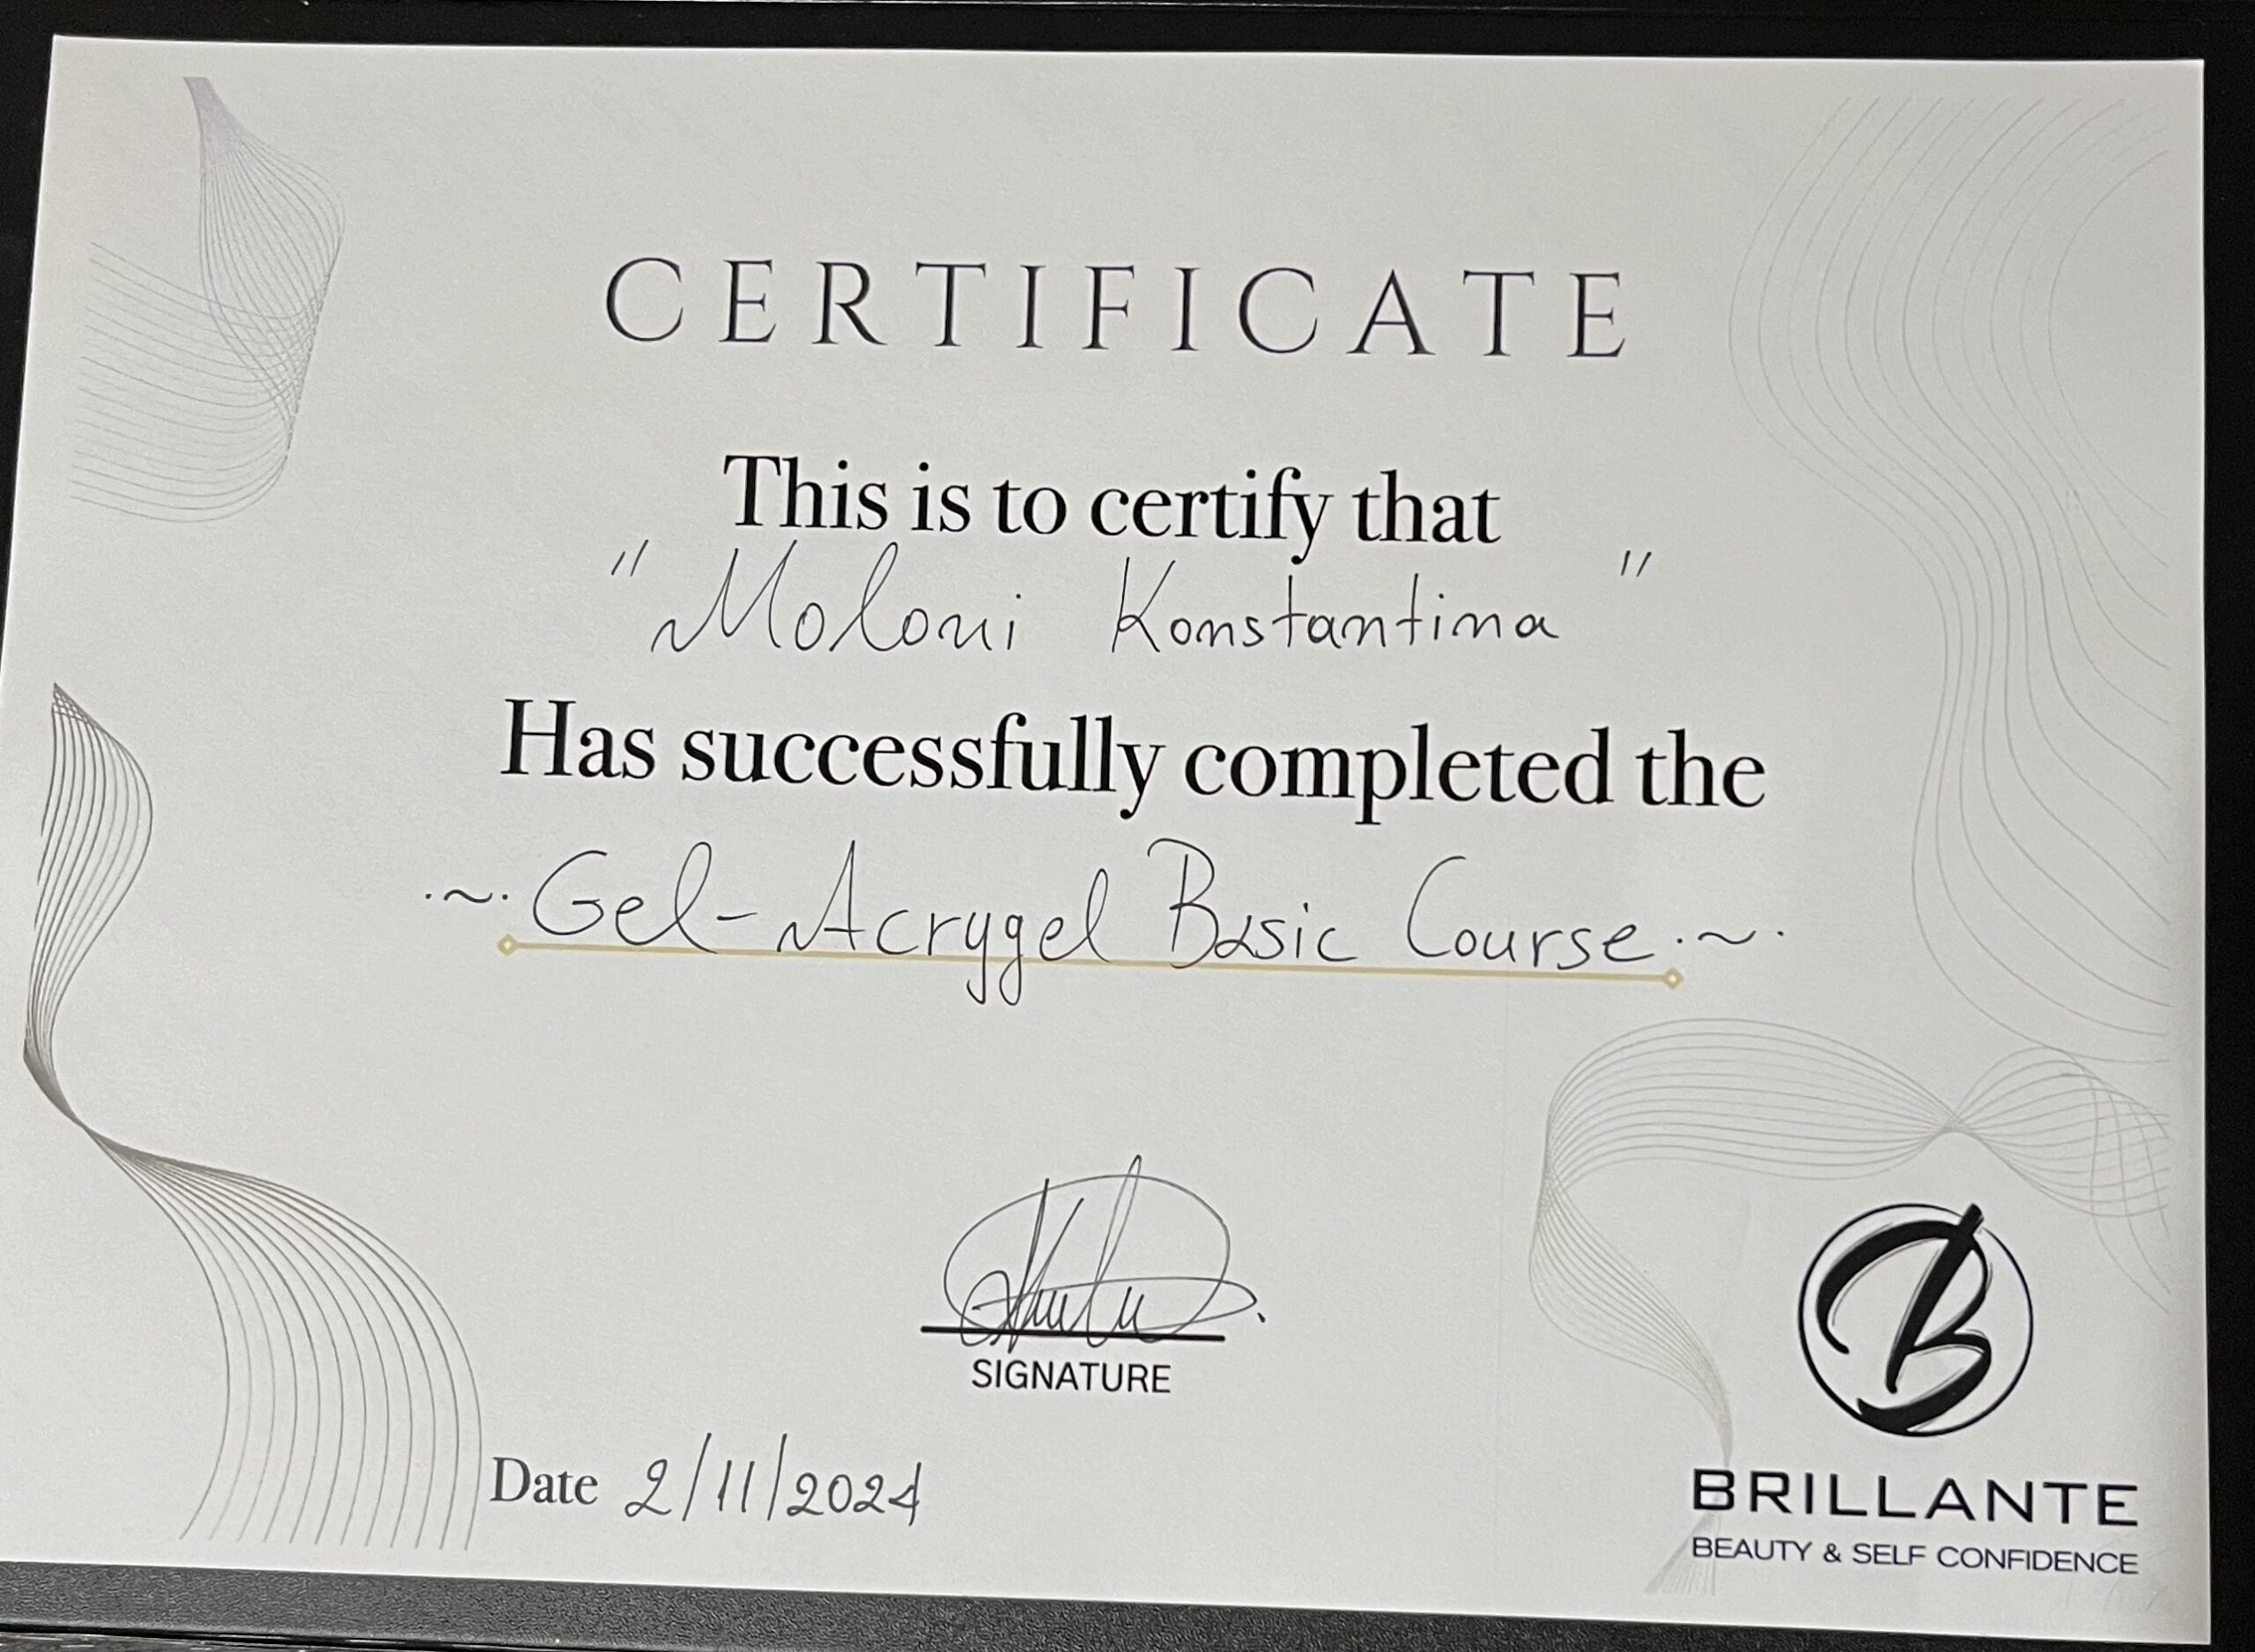 CERTIFICATE
This is to certify that
" Moloni Konstantina "
Has successfully completed the
.~. Gel-Acrygel Basic Course .~.
SIGNATURE
Date 2/11/2024
B
BRILLANTE
BEAUTY & SELF CONFIDENCE